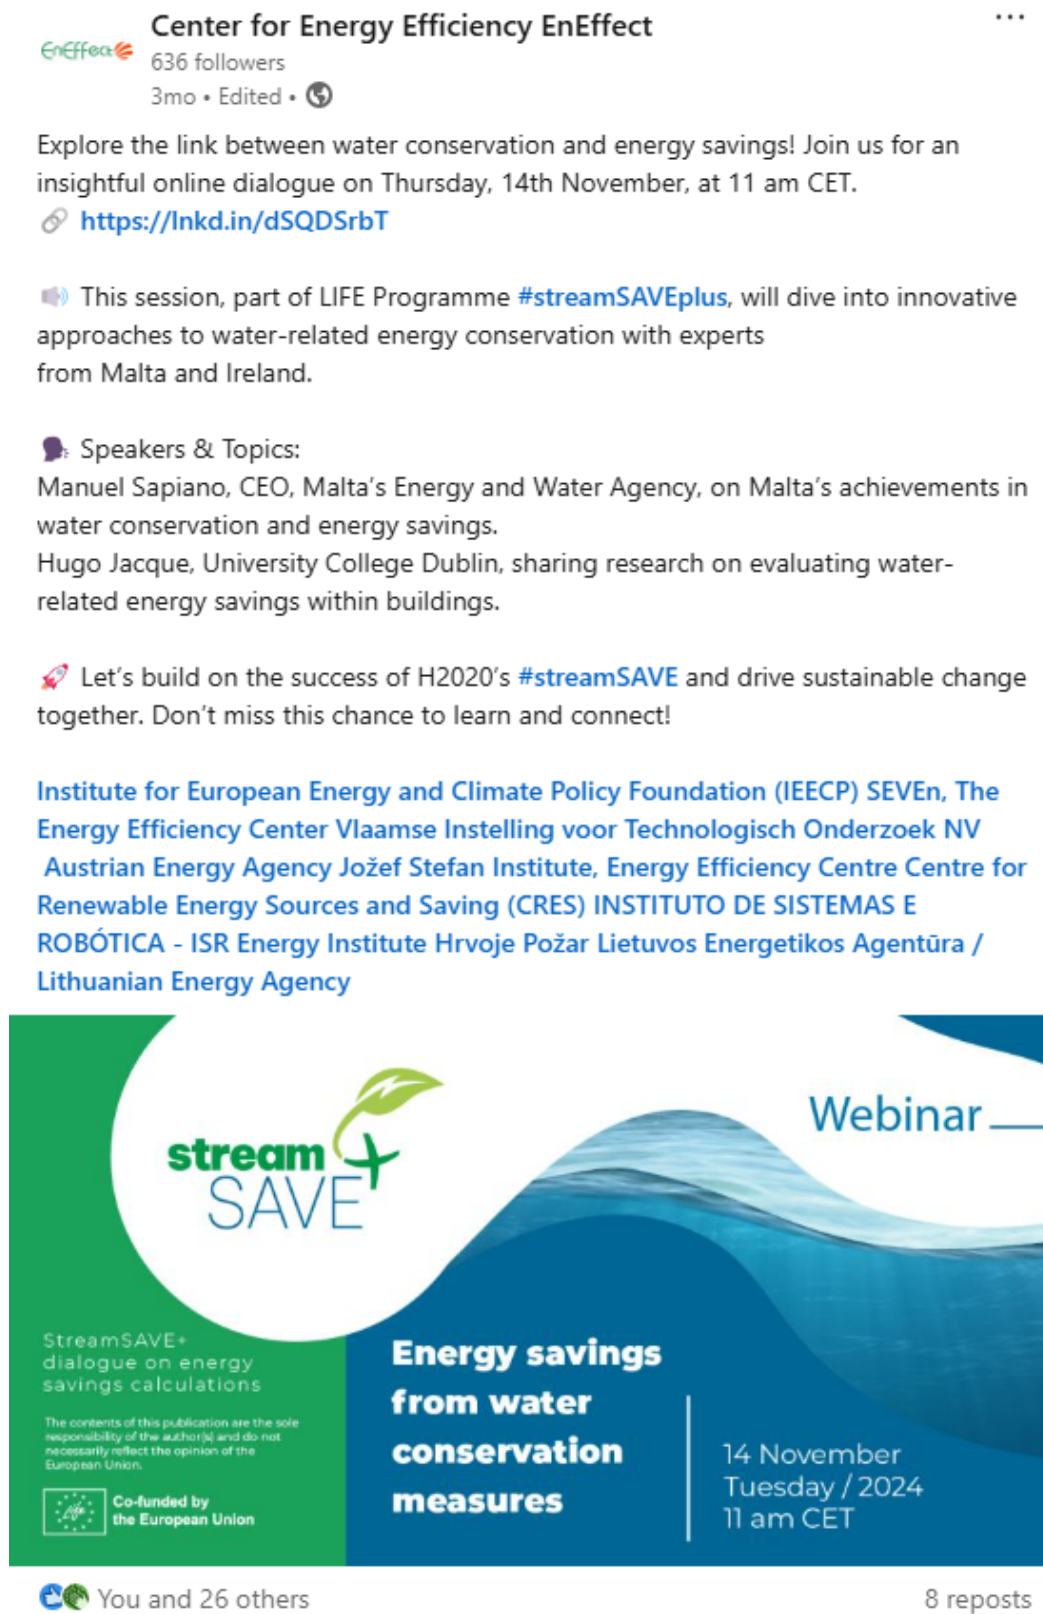 Center for Energy Efficiency EnEffect
EnEffect
636 followers
3mo • Edited •
Explore the link between water conservation and energy savings! Join us for an
insightful online dialogue on Thursday, 14th November, at 11 am CET.
🔗 https://lnkd.in/dSQDSrbT
🔊 This session, part of LIFE Programme #streamSAVEplus, will dive into innovative
approaches to water-related energy conservation with experts
from Malta and Ireland.
🗣 Speakers & Topics:
Manuel Sapiano, CEO, Malta's Energy and Water Agency, on Malta's achievements in
water conservation and energy savings.
Hugo Jacque, University College Dublin, sharing research on evaluating water-
related energy savings within buildings.
🚀 Let's build on the success of H2020's #streamSAVE and drive sustainable change
together. Don't miss this chance to learn and connect!
Institute for European Energy and Climate Policy Foundation (IEECP) SEVEn, The
Energy Efficiency Center Vlaamse Instelling voor Technologisch Onderzoek NV
Austrian Energy Agency Jožef Stefan Institute, Energy Efficiency Centre Centre for
Renewable Energy Sources and Saving (CRES) INSTITUTO DE SISTEMAS E
ROBÓTICA - ISR Energy Institute Hrvoje Požar Lietuvos Energetikos Agentūra /
Lithuanian Energy Agency
Webinar
stream
SAVE+
StreamSAVE+
dialogue on energy
savings calculations
The contents of this publication are the sole
responsibility of the author(s) and do not
necessarily reflect the opinion of the
European Union.
Life
Co-funded by
the European Union
Energy savings
from water
conservation
measures
14 November
Tuesday / 2024
11 am CET
You and 26 others
8 reposts